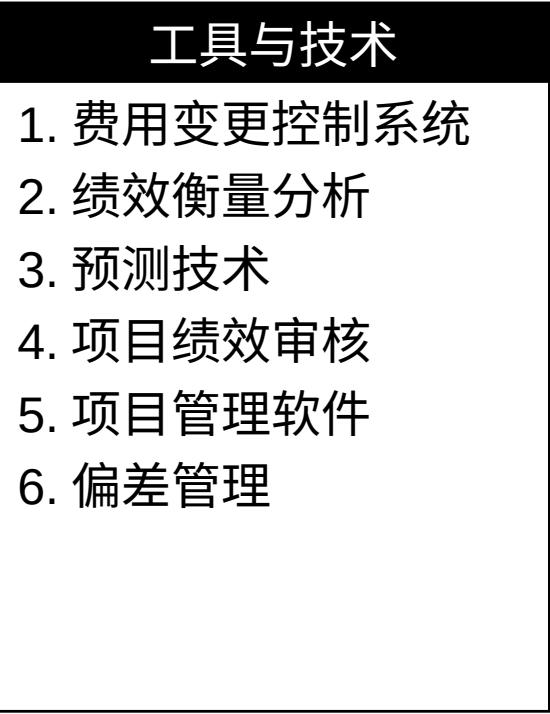 工具与技术
1. 费用变更控制系统
2. 绩效衡量分析
3. 预测技术
4. 项目绩效审核
5. 项目管理软件
6. 偏差管理